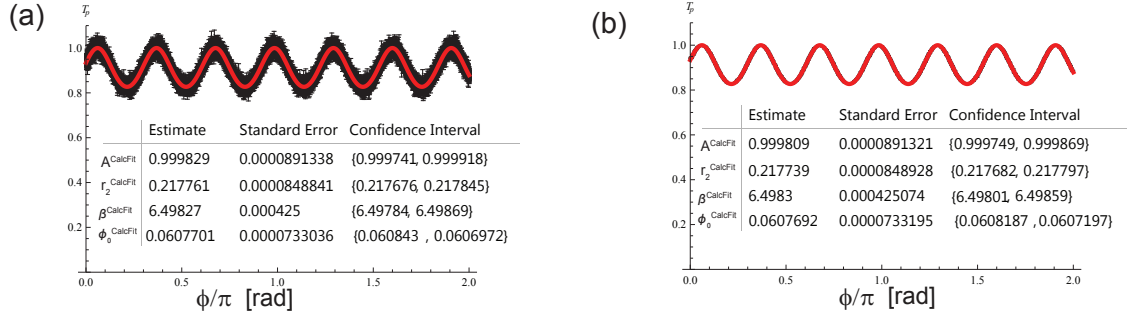 (a)
T_p
1.0
0.8
0.6
0.4
0.2
Estimate Standard Error Confidence Interval
A^CalcFit 0.999829 0.0000891338 {0.999741, 0.999918}
r_2^CalcFit 0.217761 0.0000848841 {0.217676, 0.217845}
β^CalcFit 6.49827 0.000425 {6.49784, 6.49869}
ϕ_0^CalcFit 0.0607701 0.0000733036 {0.060843 , 0.0606972}
0.0 0.5 1.0 1.5 2.0
ϕ/π [rad]
(b)
T_p
1.0
0.8
0.6
0.4
0.2
Estimate Standard Error Confidence Interval
A^CalcFit 0.999809 0.0000891321 {0.999749, 0.999869}
r_2^CalcFit 0.217739 0.0000848928 {0.217682, 0.217797}
β^CalcFit 6.4983 0.000425074 {6.49801, 6.49859}
ϕ_0^CalcFit 0.0607692 0.0000733195 {0.0608187 , 0.0607197}
0.0 0.5 1.0 1.5 2.0
ϕ/π [rad]